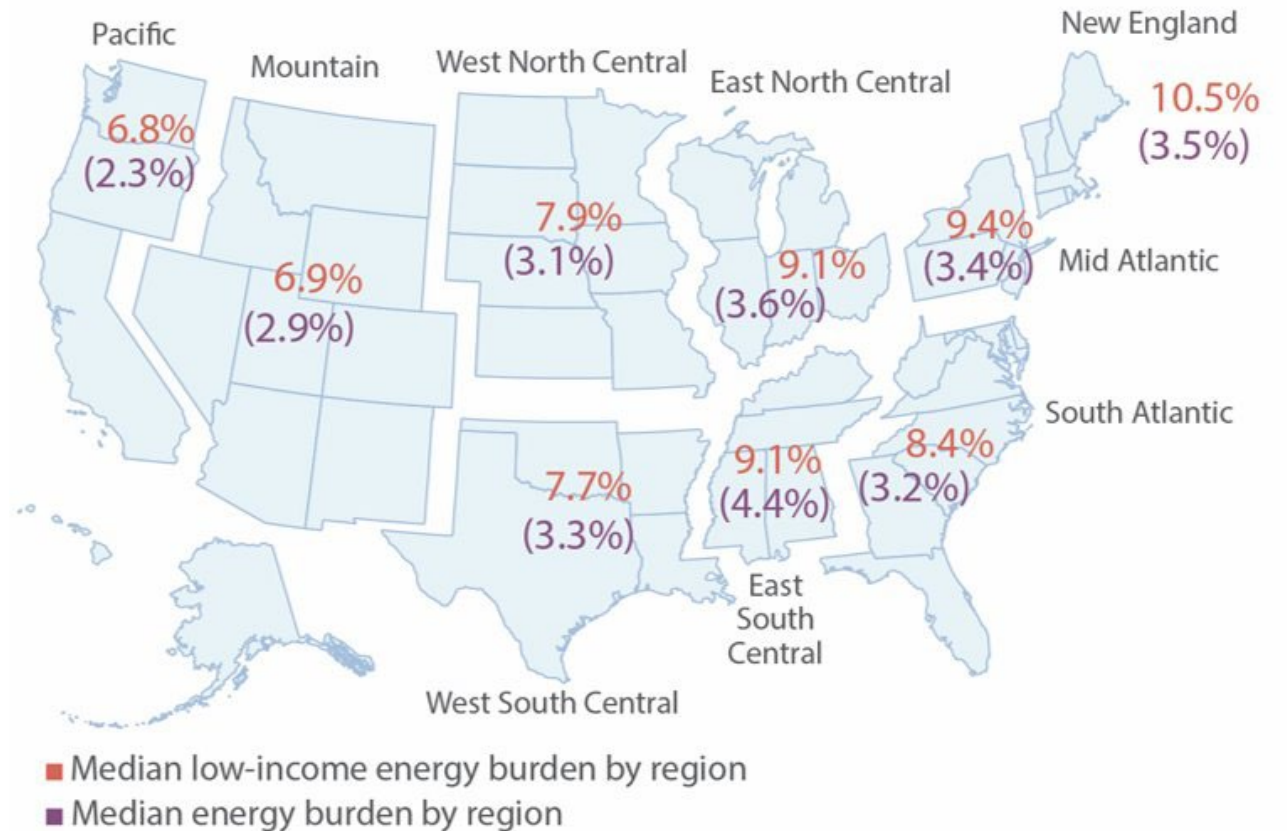 Pacific
6.8%
(2.3%)
Mountain
6.9%
(2.9%)
West North Central
7.9%
(3.1%)
East North Central
9.1%
(3.6%)
New England
10.5%
(3.5%)
9.4%
(3.4%)
Mid Atlantic
South Atlantic
8.4%
(3.2%)
9.1%
(4.4%)
East
South
Central
7.7%
(3.3%)
West South Central
Median low-income energy burden by region
Median energy burden by region